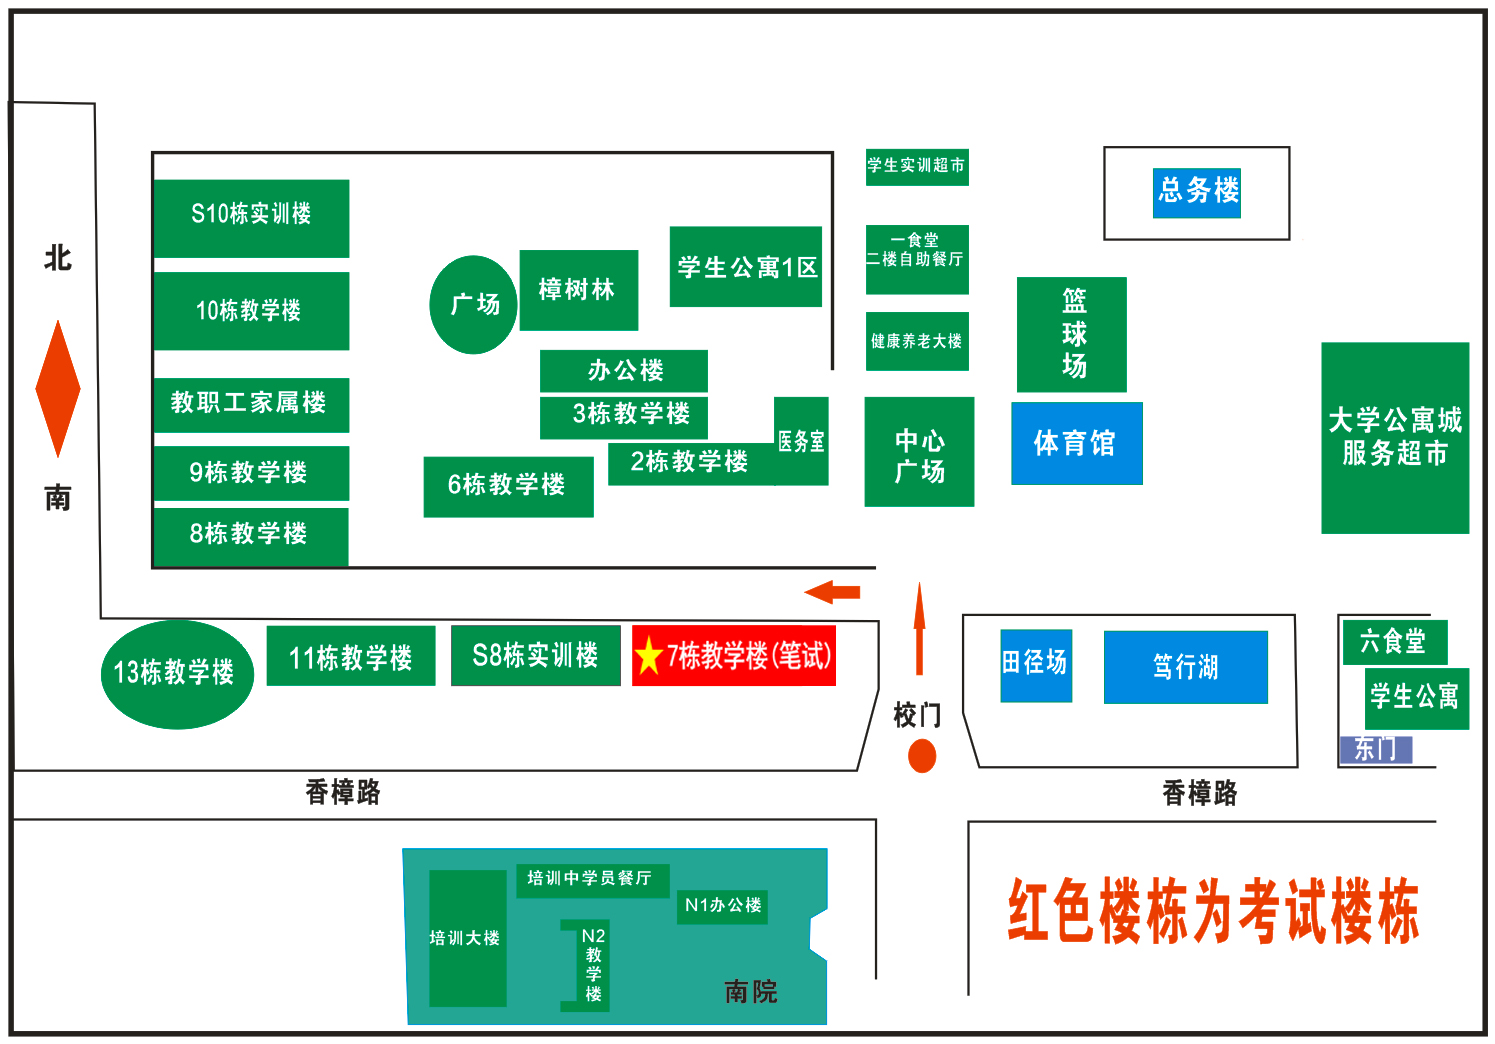 北
南
S10栋实训楼
10栋教学楼
教职工家属楼
9栋教学楼
8栋教学楼
广场
樟树林
学生公寓1区
办公楼
3栋教学楼
2栋教学楼
医务室
6栋教学楼
学生实训超市
一食堂
二楼自助餐厅
健康养老大楼
中心
广场
总务楼
篮
球
场
体育馆
大学公寓城
服务超市
13栋教学楼
11栋教学楼
S8栋实训楼
7栋教学楼(笔试)
校门
田径场
笃行湖
六食堂
学生公寓
东门
香樟路
香樟路
培训大楼
培训中学员餐厅
N1办公楼
N2
教
学
楼
南院
红色楼栋为考试楼栋